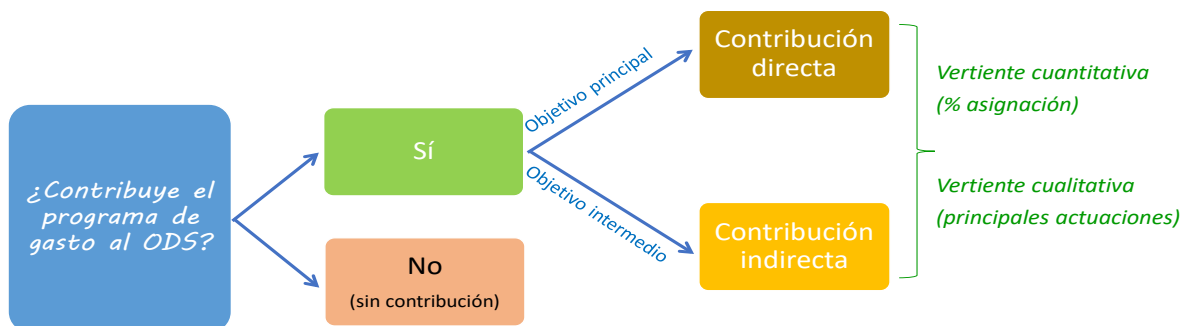 ¿Contribuye el
programa de
gasto al ODS?
Sí
No
(sin contribución)
Objetivo principal
Objetivo intermedio
Contribución
directa
Contribución
indirecta
Vertiente cuantitativa
(% asignación)
Vertiente cualitativa
(principales actuaciones)